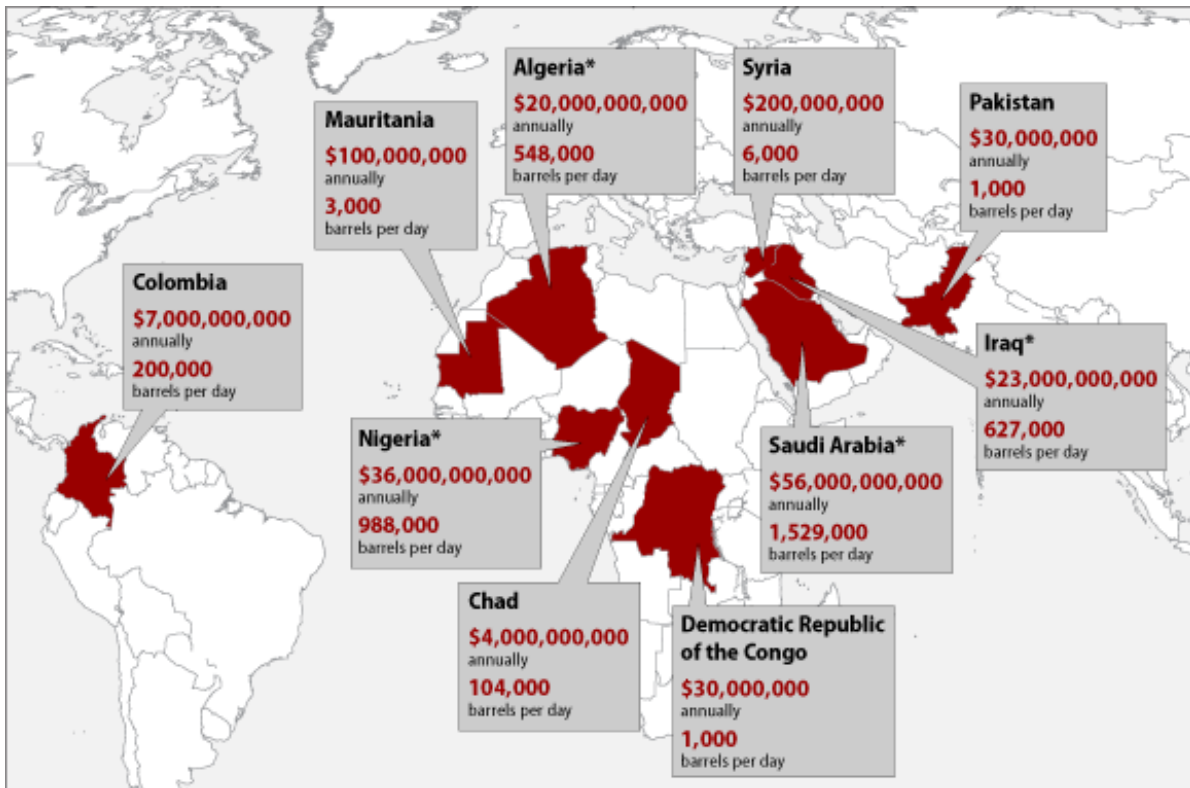 Algeria*
$20,000,000,000
annually
548,000
barrels per day
Syria
$200,000,000
annually
6,000
barrels per day
Pakistan
$30,000,000
annually
1,000
barrels per day
Mauritania
$100,000,000
annually
3,000
barrels per day
Colombia
$7,000,000,000
annually
200,000
barrels per day
Iraq*
$23,000,000,000
annually
627,000
barrels per day
Nigeria*
$36,000,000,000
annually
988,000
barrels per day
Saudi Arabia*
$56,000,000,000
annually
1,529,000
barrels per day
Chad
$4,000,000,000
annually
104,000
barrels per day
Democratic Republic
of the Congo
$30,000,000
annually
1,000
barrels per day